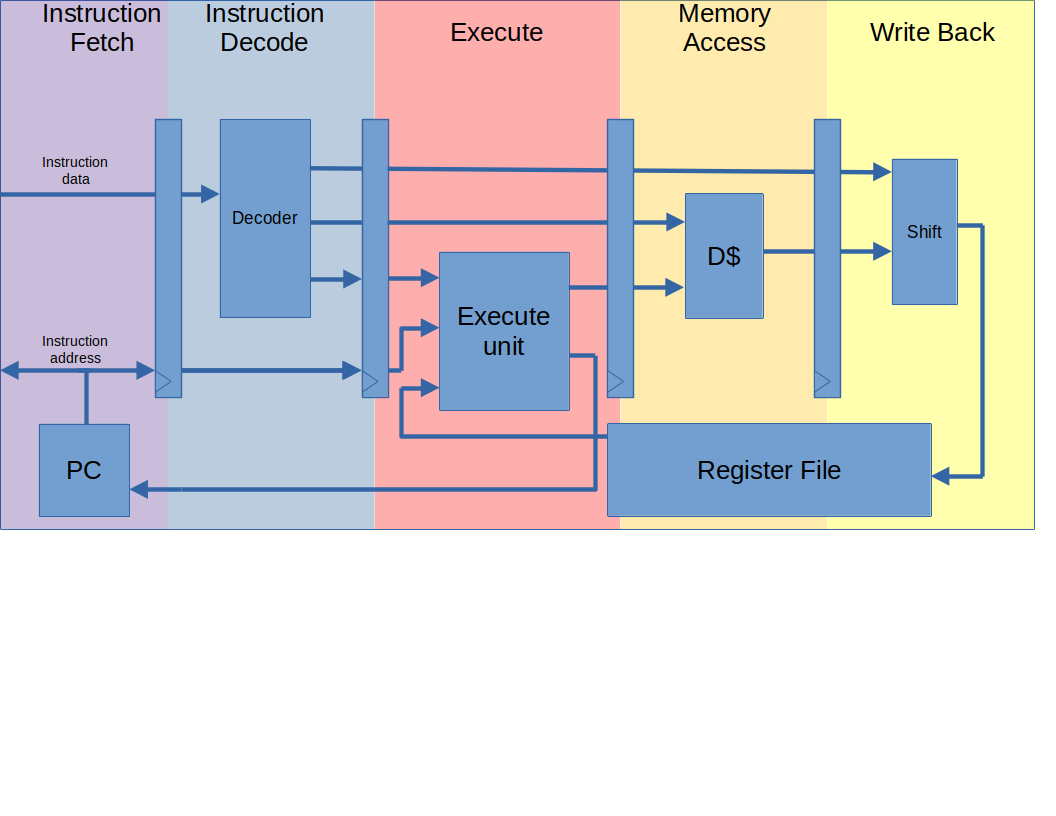 Instruction
Fetch
Instruction
Decode
Execute
Memory
Access
Write Back
Instruction
data
Decoder
Execute
unit
D$
Shift
Instruction
address
PC
Register File